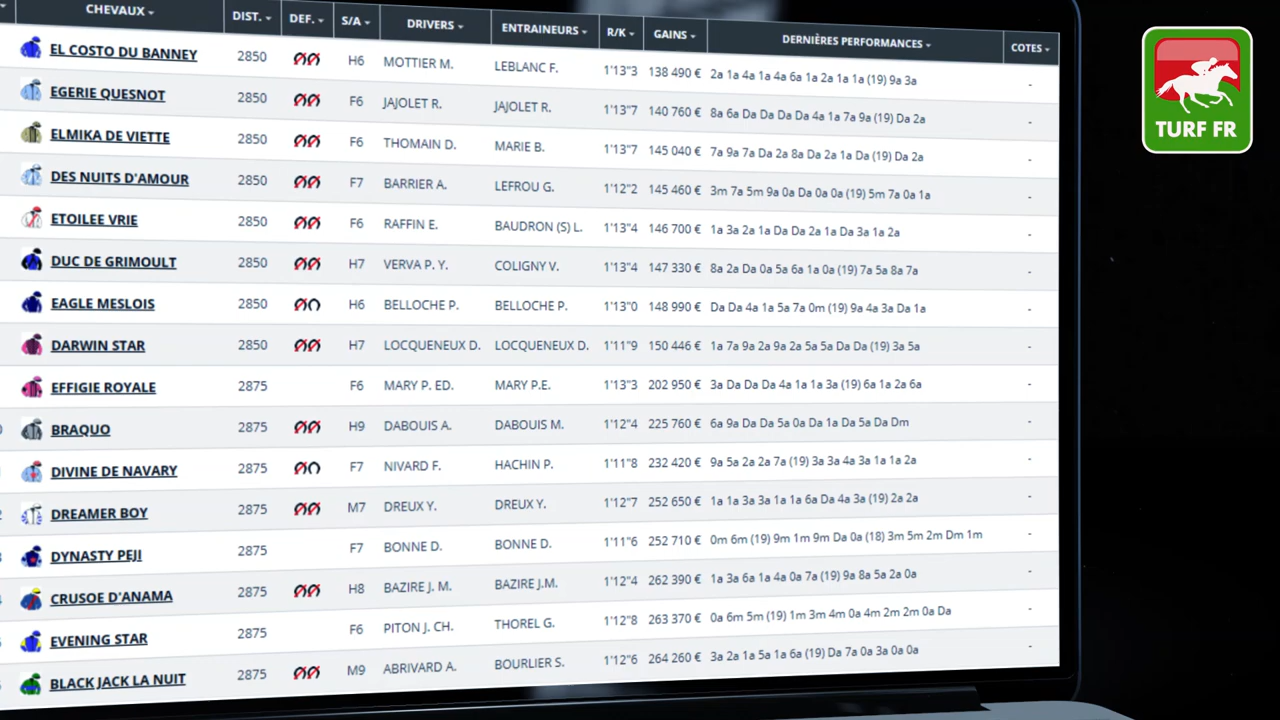 CHEVAUX DIST. DEF. S/A DRIVERS ENTRAINEURS R/K GAINS DERNIÈRES PERFORMANCES COTES
EL COSTO DU BANNEY 2850 H6 MOTTIER M. LEBLANC F. 1'13"3 138 490 € 2a 1a 4a 1a 4a 6a 1a 2a 1a 1a (19) 9a 3a -
EGERIE QUESNOT 2850 F6 JAJOLET R. JAJOLET R. 1'13"7 140 760 € 8a 6a Da Da Da Da 4a 1a 7a 9a (19) Da 2a -
ELMIKA DE VIETTE 2850 F6 THOMAIN D. MARIE B. 1'13"7 145 040 € 7a 9a 7a Da 2a 8a Da 2a 1a Da (19) Da 2a -
DES NUITS D'AMOUR 2850 F7 BARRIER A. LEFROU G. 1'12"2 145 460 € 3m 7a 5m 9a 0a Da 0a 0a (19) 5m 7a 0a 1a -
ETOILEE VRIE 2850 F6 RAFFIN E. BAUDRON (S) L. 1'13"4 146 700 € 1a 3a 2a 1a Da Da 2a 1a Da 3a 1a 2a -
DUC DE GRIMOULT 2850 H7 VERVA P. Y. COLIGNY V. 1'13"4 147 330 € 8a 2a Da 0a 5a 6a 1a 0a (19) 7a 5a 8a 7a -
EAGLE MESLOIS 2850 H6 BELLOCHE P. BELLOCHE P. 1'13"0 148 990 € Da Da 4a 1a 5a 7a 0m (19) 9a 4a 3a Da 1a -
DARWIN STAR 2850 H7 LOCQUENEUX D. LOCQUENEUX D. 1'11"9 150 446 € 1a 7a 9a 2a 9a 2a 5a 5a Da Da (19) 3a 5a -
EFFIGIE ROYALE 2875 F6 MARY P. ED. MARY P.E. 1'13"3 202 950 € 3a Da Da Da 4a 1a 1a 3a (19) 6a 1a 2a 6a -
BRAQUO 2875 H9 DABOUIS A. DABOUIS M. 1'12"4 225 760 € 6a 9a Da Da 5a 0a Da 1a Da 5a Da Dm -
DIVINE DE NAVARY 2875 F7 NIVARD F. HACHIN P. 1'11"8 232 420 € 9a 5a 2a 2a 7a (19) 3a 3a 4a 3a 1a 1a 2a -
DREAMER BOY 2875 M7 DREUX Y. DREUX Y. 1'12"7 252 650 € 1a 1a 3a 3a 1a 1a 6a Da 4a 3a (19) 2a 2a -
DYNASTY PEJI 2875 F7 BONNE D. BONNE D. 1'11"6 252 710 € 0m 6m (19) 9m 1m 9m Da 0a (18) 3m 5m 2m Dm 1m -
CRUSOE D'ANAMA 2875 H8 BAZIRE J. M. BAZIRE J.M. 1'12"4 262 390 € 1a 3a 6a 1a 4a 0a 7a (19) 9a 8a 5a 2a 0a -
EVENING STAR 2875 F6 PITON J. CH. THOREL G. 1'12"8 263 370 € 0a 6m 5m (19) 1m 3m 4m 0a 4m 2m 2m 0a Da -
BLACK JACK LA NUIT 2875 M9 ABRIVARD A. BOURLIER S. 1'12"6 264 260 € 3a 2a 1a 5a 1a 6a (19) Da 7a 0a 3a 0a 0a -
TURF FR